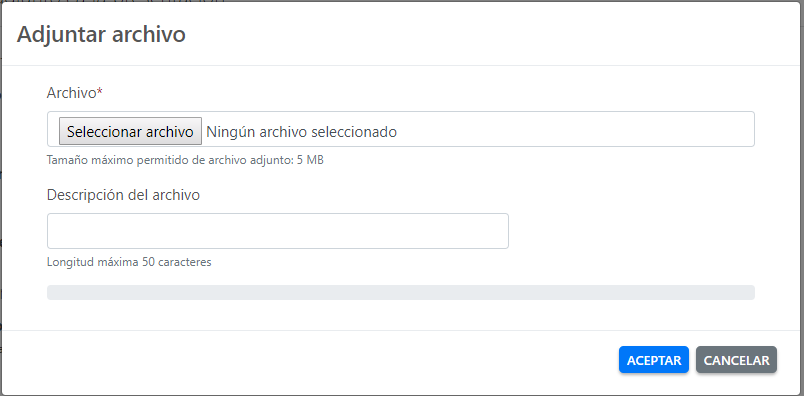 Adjuntar archivo
Archivo*
Seleccionar archivo Ningún archivo seleccionado
Tamaño máximo permitido de archivo adjunto: 5 MB
Descripción del archivo
Longitud máxima 50 caracteres
ACEPTAR CANCELAR